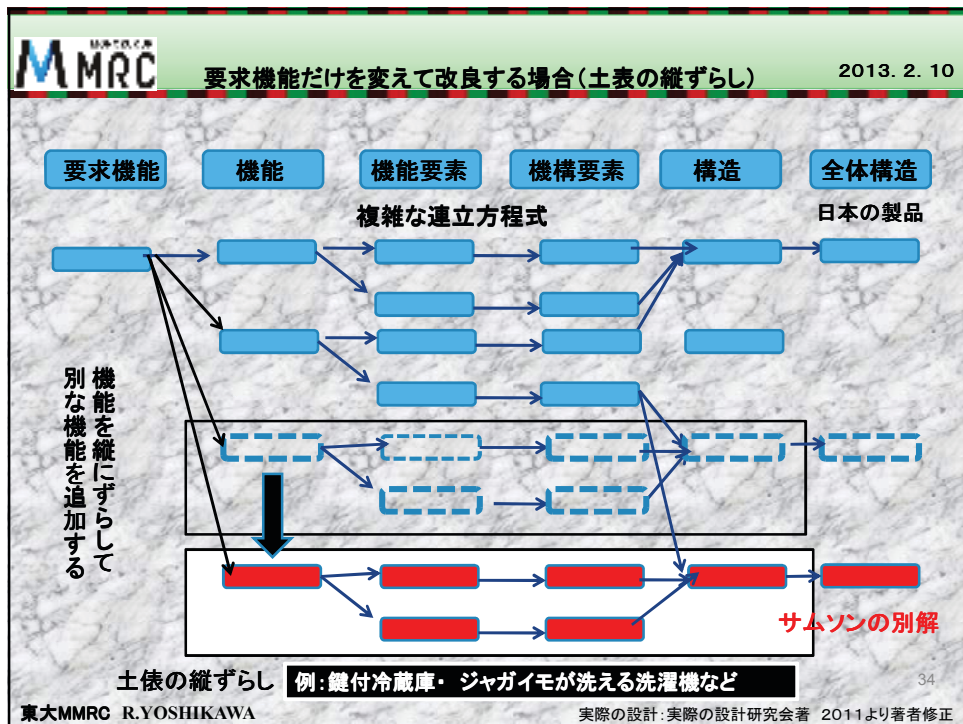 MMRC
要求機能だけを変えて改良する場合(土表の縦ずらし)
2013. 2. 10
要求機能
機能
機能要素
機構要素
構造
全体構造
複雑な連立方程式
日本の製品
機能を縦にずらして
別な機能を追加する
サムソンの別解
土俵の縦ずらし
例:鍵付冷蔵庫・ ジャガイモが洗える洗濯機など
34
東大MMRC R.YOSHIKAWA
実際の設計:実際の設計研究会著 2011より著者修正